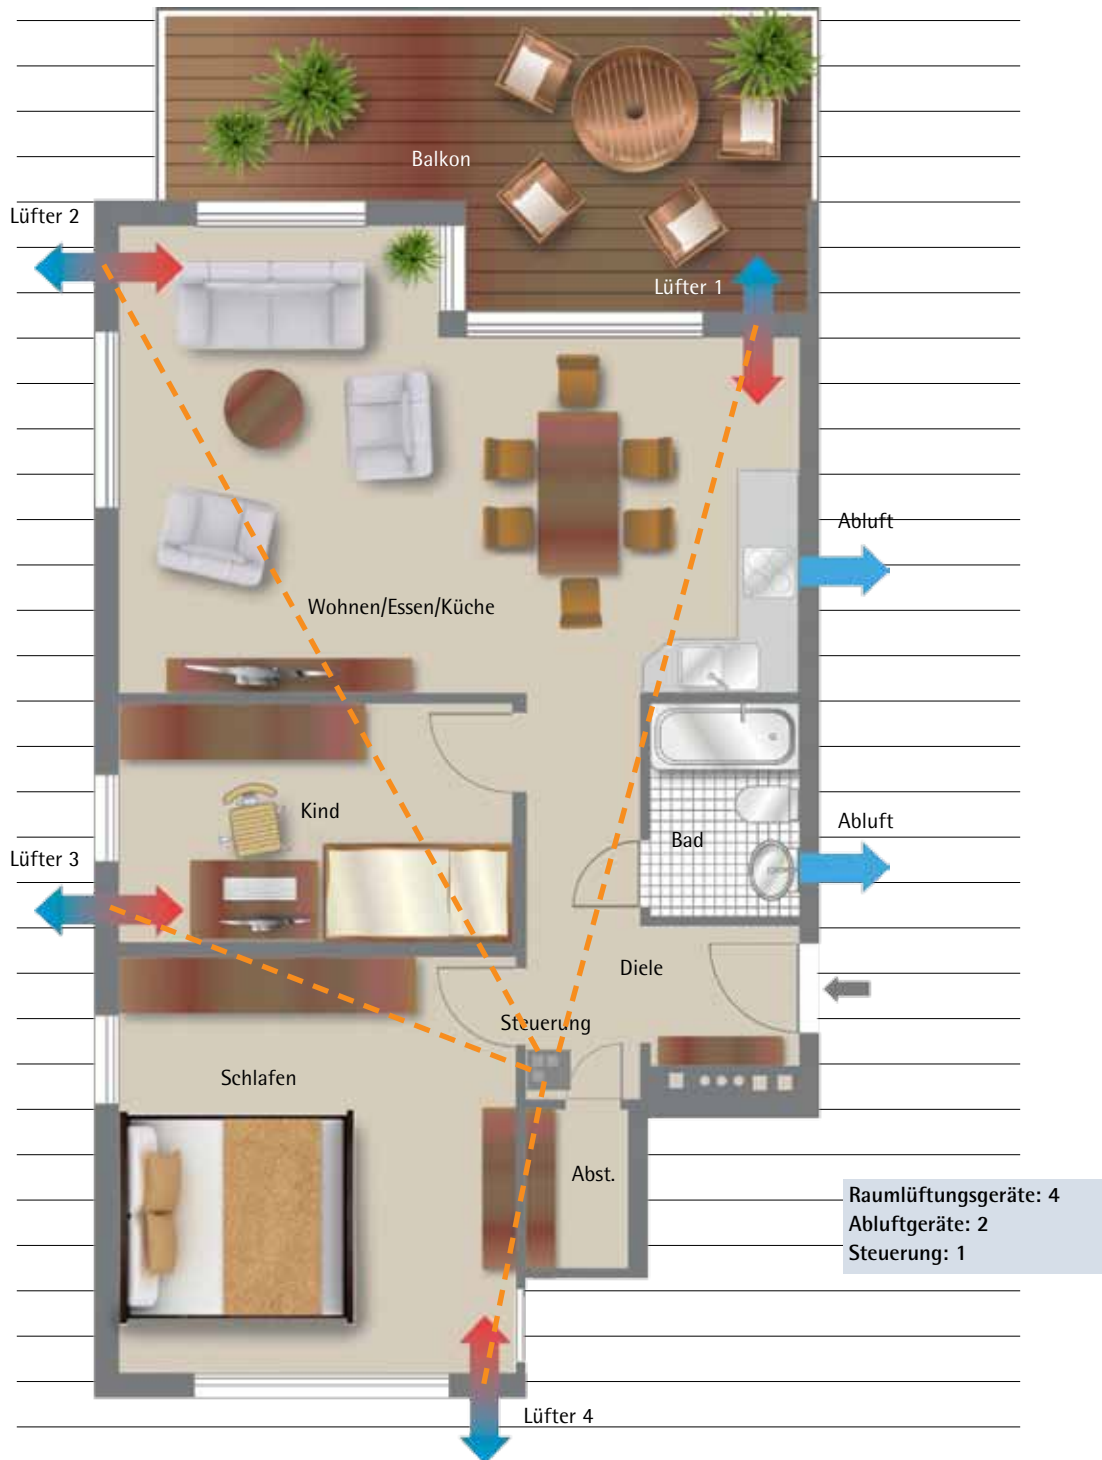 Balkon
Lüfter 2
Lüfter 1
Abluft
Wohnen/Essen/Küche
Kind
Abluft
Bad
Lüfter 3
Diele
Steuerung
Schlafen
Abst.
Raumlüftungsgeräte: 4
Abluftgeräte: 2
Steuerung: 1
Lüfter 4